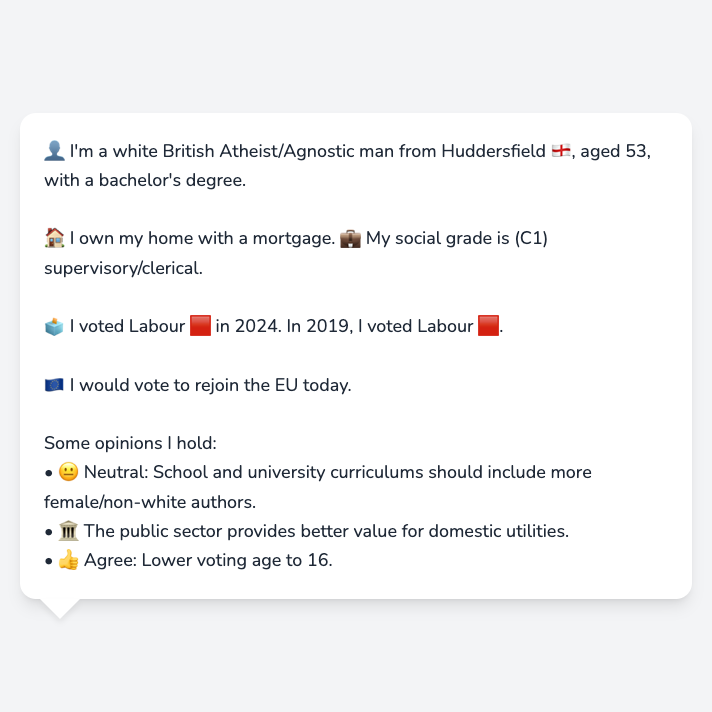 👤 I'm a white British Atheist/Agnostic man from Huddersfield 🏴󠁧󠁢󠁥󠁮󠁧󠁿, aged 53,
with a bachelor's degree.
🏠 I own my home with a mortgage. 💼 My social grade is (C1)
supervisory/clerical.
🗳️ I voted Labour 🟥 in 2024. In 2019, I voted Labour 🟥.
🇪🇺 I would vote to rejoin the EU today.
Some opinions I hold:
• 😐 Neutral: School and university curriculums should include more
female/non-white authors.
• 🏛️ The public sector provides better value for domestic utilities.
• 👍 Agree: Lower voting age to 16.